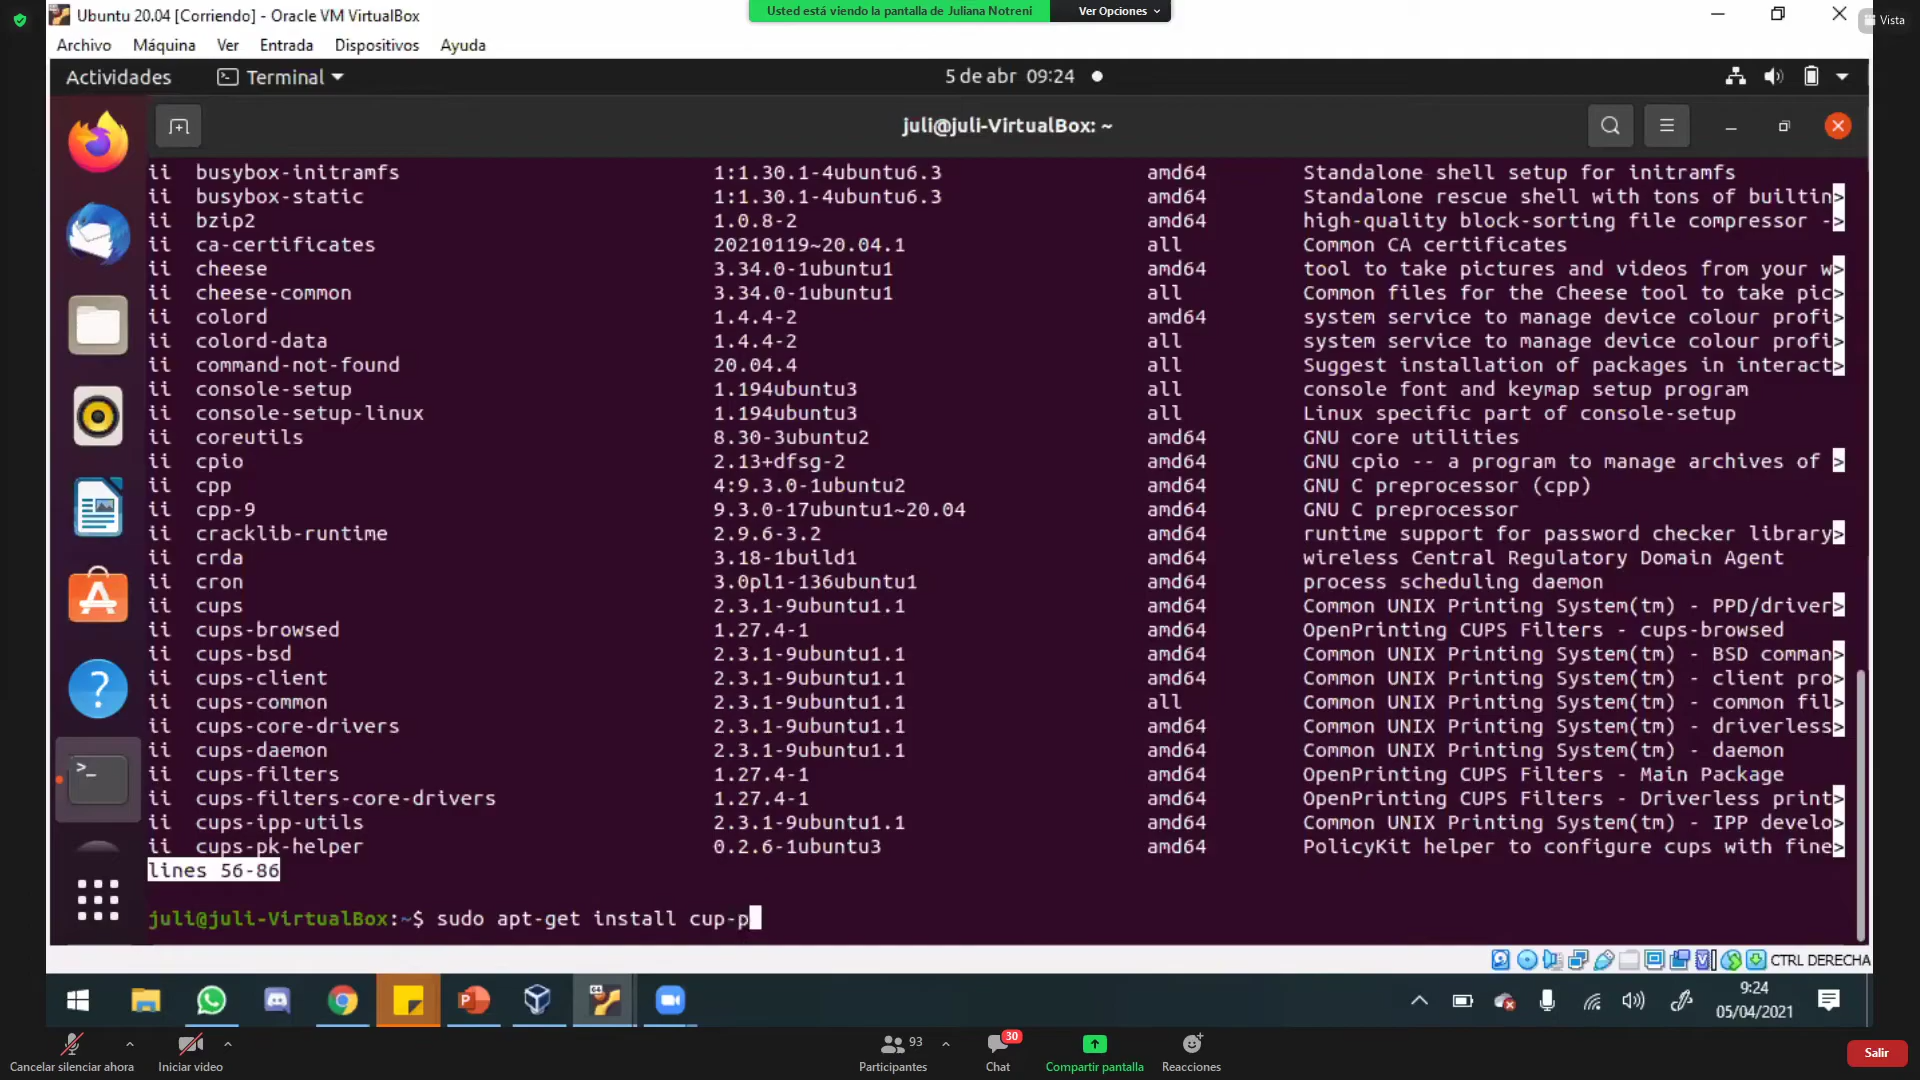 Ubuntu 20.04 [Corriendo] - Oracle VM VirtualBox
Usted está viendo la pantalla de Juliana Notreni
Ver Opciones
Vista
Archivo Máquina Ver Entrada Dispositivos Ayuda
Actividades Terminal 5 de abr 09:24
juli@juli-VirtualBox: ~
ii busybox-initramfs 1:1.30.1-4ubuntu6.3 amd64 Standalone shell setup for initramfs
ii busybox-static 1:1.30.1-4ubuntu6.3 amd64 Standalone rescue shell with tons of builtin>
ii bzip2 1.0.8-2 amd64 high-quality block-sorting file compressor ->
ii ca-certificates 20210119~20.04.1 all Common CA certificates
ii cheese 3.34.0-1ubuntu1 amd64 tool to take pictures and videos from your w>
ii cheese-common 3.34.0-1ubuntu1 all Common files for the Cheese tool to take pic>
ii colord 1.4.4-2 amd64 system service to manage device colour profi>
ii colord-data 1.4.4-2 all system service to manage device colour profi>
ii command-not-found 20.04.4 all Suggest installation of packages in interact>
ii console-setup 1.194ubuntu3 all console font and keymap setup program
ii console-setup-linux 1.194ubuntu3 all Linux specific part of console-setup
ii coreutils 8.30-3ubuntu2 amd64 GNU core utilities
ii cpio 2.13+dfsg-2 amd64 GNU cpio -- a program to manage archives of >
ii cpp 4:9.3.0-1ubuntu2 amd64 GNU C preprocessor (cpp)
ii cpp-9 9.3.0-17ubuntu1~20.04 amd64 GNU C preprocessor
ii cracklib-runtime 2.9.6-3.2 amd64 runtime support for password checker library>
ii crda 3.18-1build1 amd64 wireless Central Regulatory Domain Agent
ii cron 3.0pl1-136ubuntu1 amd64 process scheduling daemon
ii cups 2.3.1-9ubuntu1.1 amd64 Common UNIX Printing System(tm) - PPD/driver>
ii cups-browsed 1.27.4-1 amd64 OpenPrinting CUPS Filters - cups-browsed
ii cups-bsd 2.3.1-9ubuntu1.1 amd64 Common UNIX Printing System(tm) - BSD comman>
ii cups-client 2.3.1-9ubuntu1.1 amd64 Common UNIX Printing System(tm) - client pro>
ii cups-common 2.3.1-9ubuntu1.1 all Common UNIX Printing System(tm) - common fil>
ii cups-core-drivers 2.3.1-9ubuntu1.1 amd64 Common UNIX Printing System(tm) - driverless>
ii cups-daemon 2.3.1-9ubuntu1.1 amd64 Common UNIX Printing System(tm) - daemon
ii cups-filters 1.27.4-1 amd64 OpenPrinting CUPS Filters - Main Package
ii cups-filters-core-drivers 1.27.4-1 amd64 OpenPrinting CUPS Filters - Driverless print>
ii cups-ipp-utils 2.3.1-9ubuntu1.1 amd64 Common UNIX Printing System(tm) - IPP develo>
ii cups-pk-helper 0.2.6-1ubuntu3 amd64 PolicyKit helper to configure cups with fine>
lines 56-86
juli@juli-VirtualBox:~$ sudo apt-get install cup-p
CTRL DERECHA
9:24
05/04/2021
93
30
Cancelar silenciar ahora Iniciar video Participantes Chat Compartir pantalla Reacciones Salir